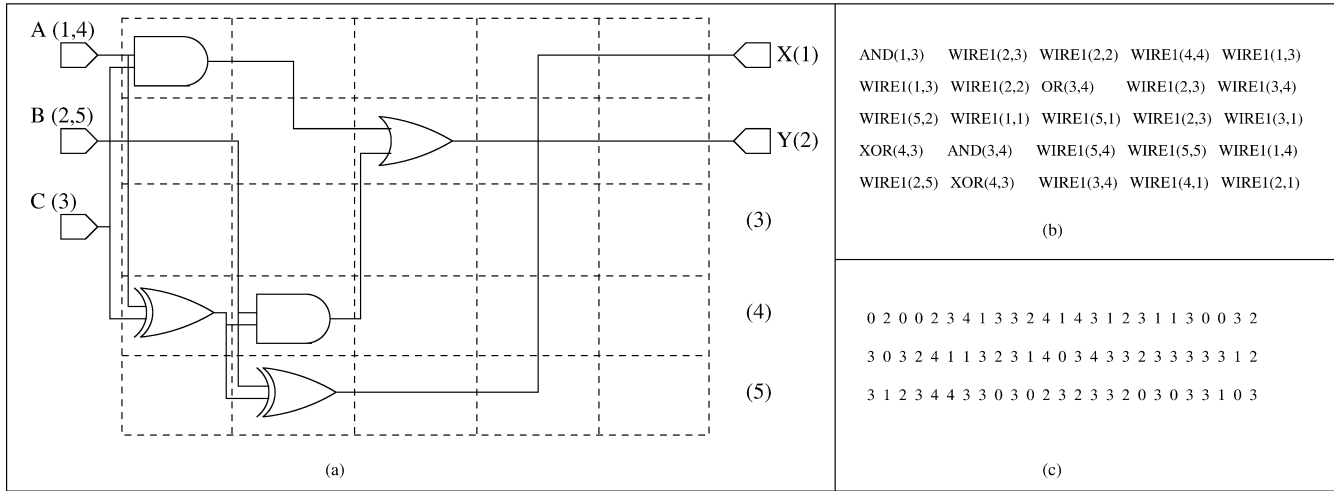 A (1,4)
X(1)
B (2,5)
Y(2)
C (3)
(3)
(4)
(5)
(a)
AND(1,3) WIRE1(2,3) WIRE1(2,2) WIRE1(4,4) WIRE1(1,3)
WIRE1(1,3) WIRE1(2,2) OR(3,4) WIRE1(2,3) WIRE1(3,4)
WIRE1(5,2) WIRE1(1,1) WIRE1(5,1) WIRE1(2,3) WIRE1(3,1)
XOR(4,3) AND(3,4) WIRE1(5,4) WIRE1(5,5) WIRE1(1,4)
WIRE1(2,5) XOR(4,3) WIRE1(3,4) WIRE1(4,1) WIRE1(2,1)
(b)
0 2 0 0 2 3 4 1 3 3 2 4 1 4 3 1 2 3 1 1 3 0 0 3 2
3 0 3 2 4 1 1 3 2 3 1 4 0 3 4 3 3 2 3 3 3 3 3 1 2
3 1 2 3 4 4 3 3 0 3 0 2 3 2 3 3 2 0 3 0 3 3 1 0 3
(c)